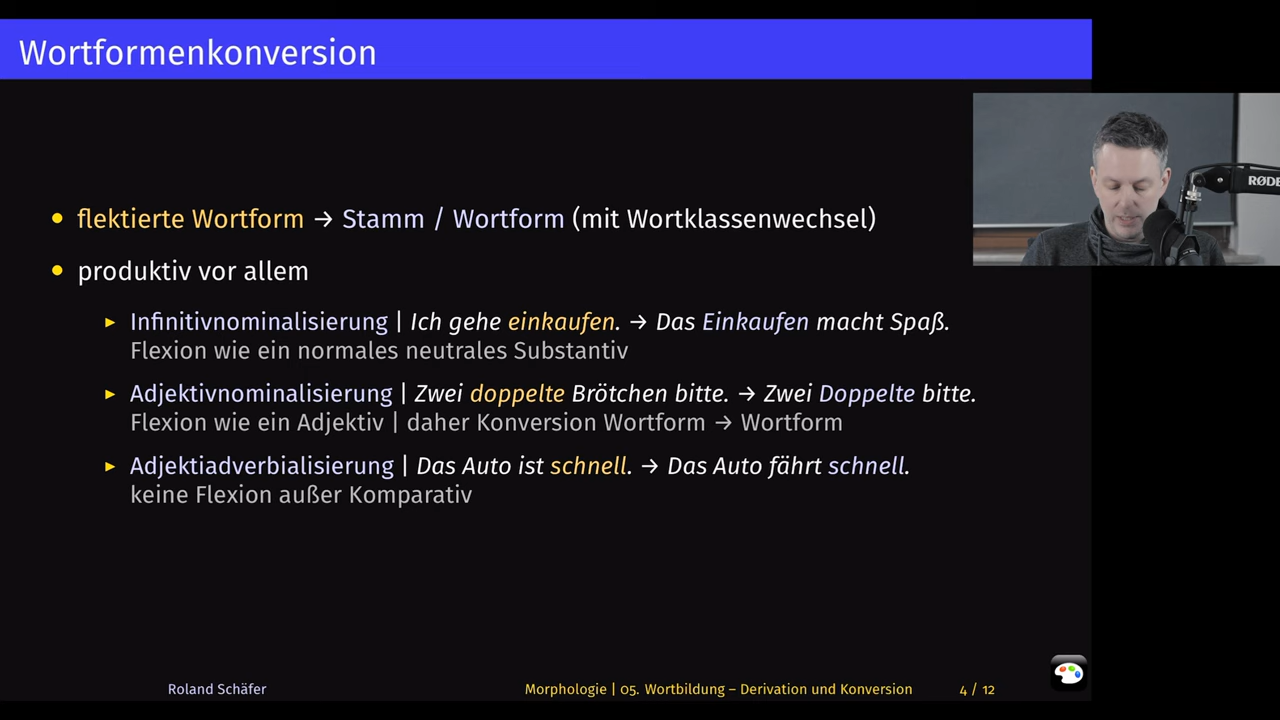 Wortformenkonversion
• flektierte Wortform → Stamm / Wortform (mit Wortklassenwechsel)
• produktiv vor allem
▸ Infinitivnominalisierung | Ich gehe einkaufen. → Das Einkaufen macht Spaß.
Flexion wie ein normales neutrales Substantiv
▸ Adjektivnominalisierung | Zwei doppelte Brötchen bitte. → Zwei Doppelte bitte.
Flexion wie ein Adjektiv | daher Konversion Wortform → Wortform
▸ Adjektiadverbialisierung | Das Auto ist schnell. → Das Auto fährt schnell.
keine Flexion außer Komparativ
RØDE
Roland Schäfer Morphologie | 05. Wortbildung – Derivation und Konversion 4 / 12